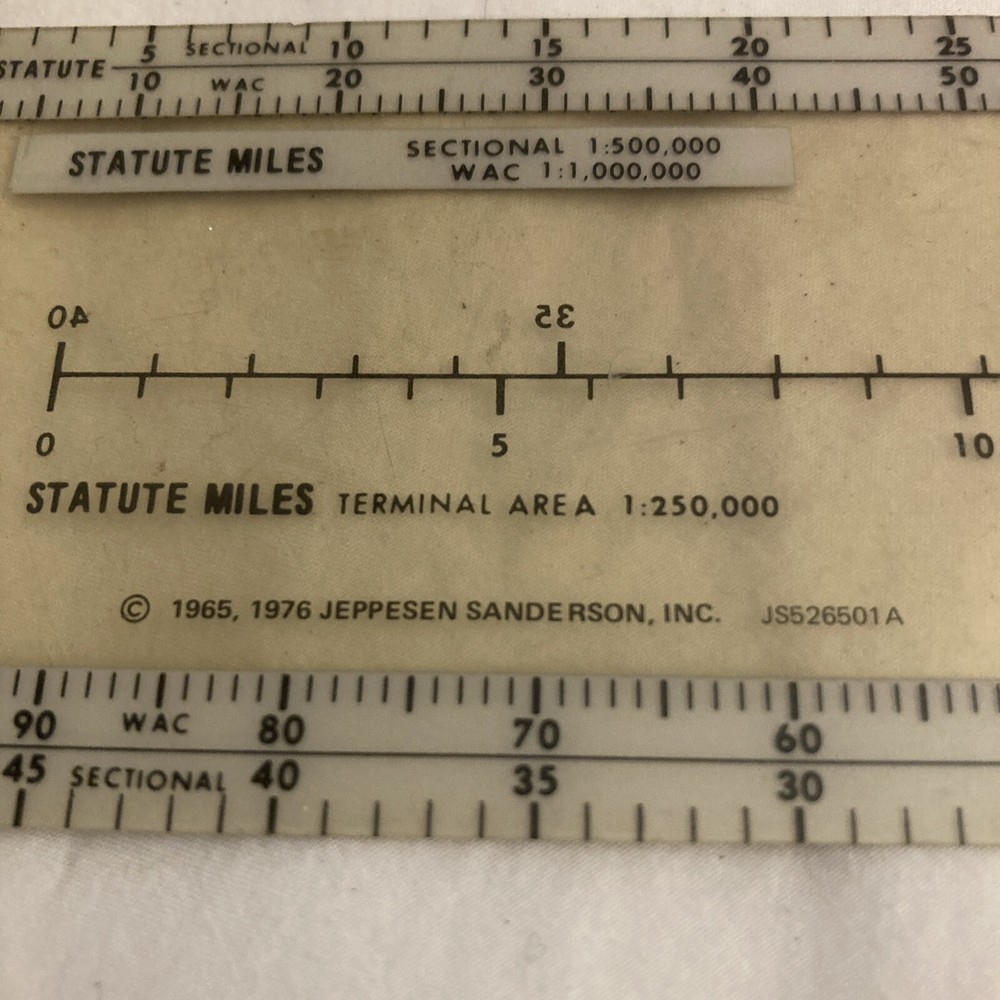 5 SECTIONAL 10 15 20 25
STATUTE
10 WAC 20 30 40 50
STATUTE MILES SECTIONAL 1:500,000
WAC 1:1,000,000
40 35
0 5 10
STATUTE MILES TERMINAL AREA 1:250,000
© 1965, 1976 JEPPESEN SANDERSON, INC. JS526501A
90 WAC 80 70 60
45 SECTIONAL 40 35 30